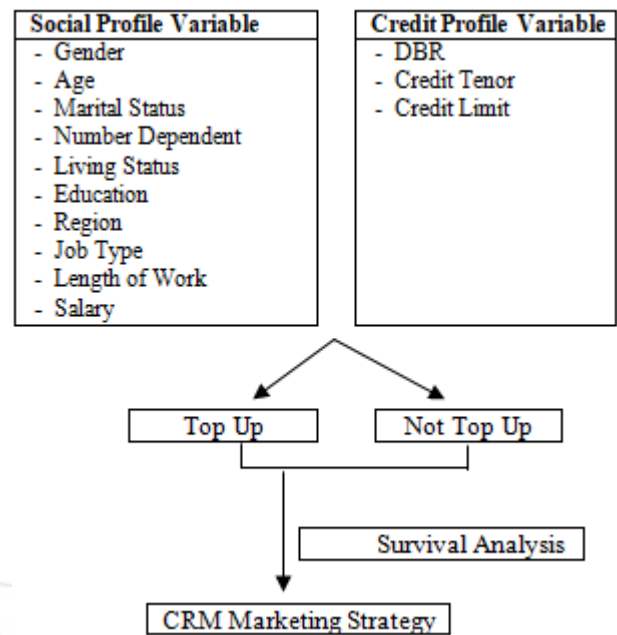 Social Profile Variable
- Gender
- Age
- Marital Status
- Number Dependent
- Living Status
- Education
- Region
- Job Type
- Length of Work
- Salary
Credit Profile Variable
- DBR
- Credit Tenor
- Credit Limit
Top Up
Not Top Up
Survival Analysis
CRM Marketing Strategy